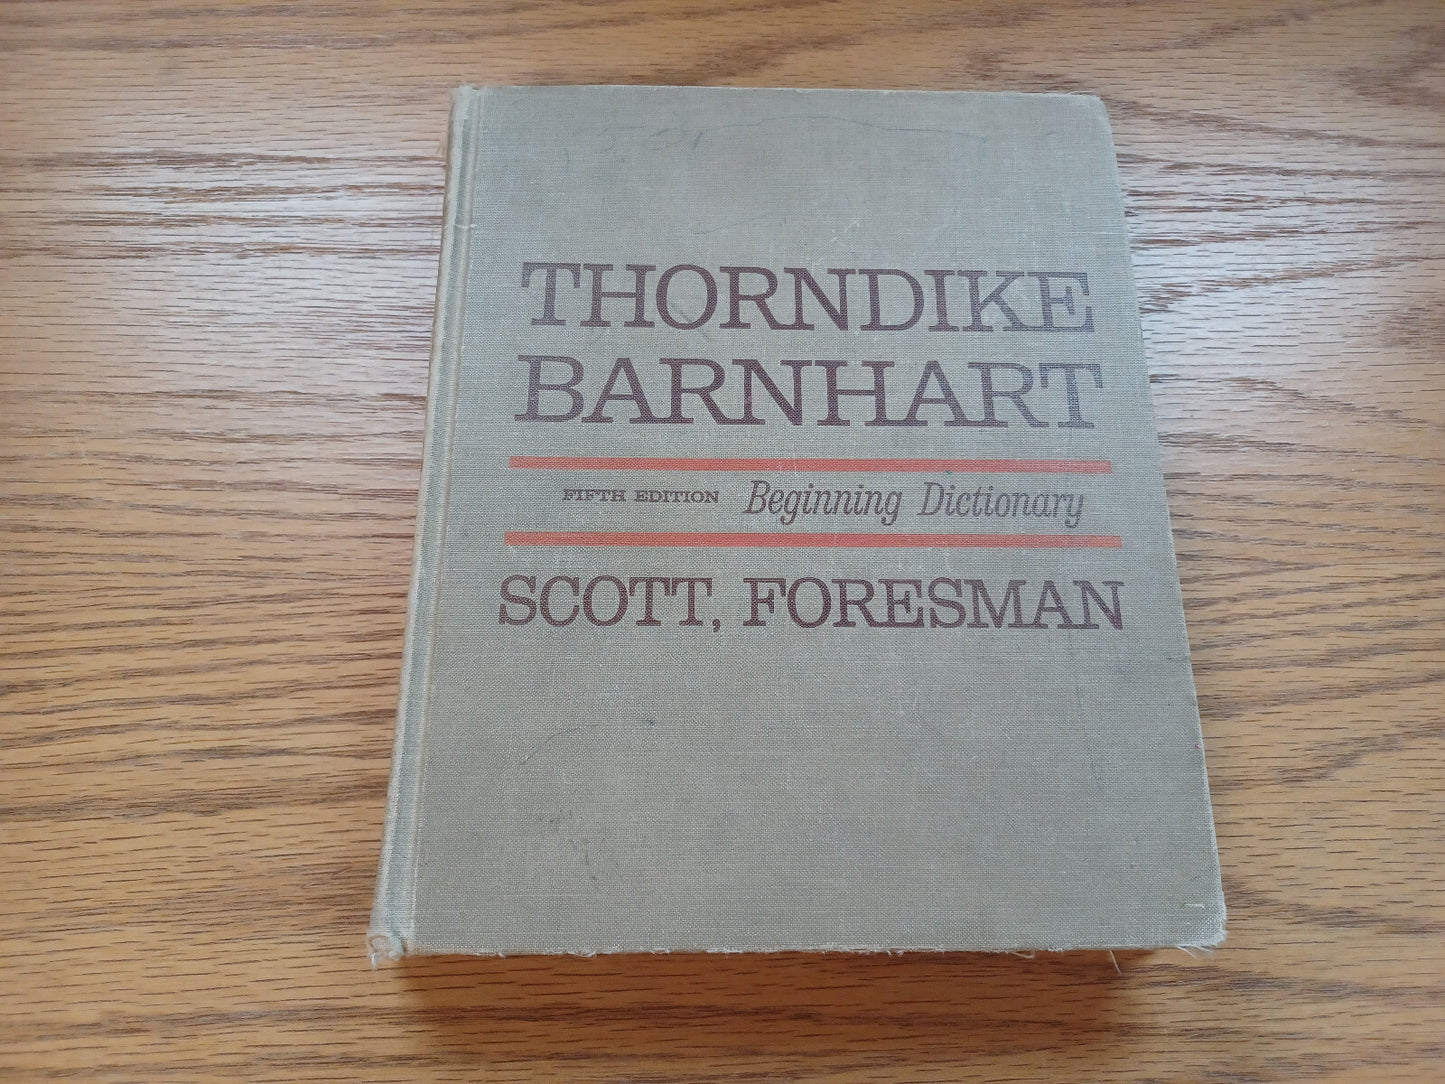 THORNDIKE
BARNHART
FIFTH EDITION Beginning Dictionary
SCOTT, FORESMAN